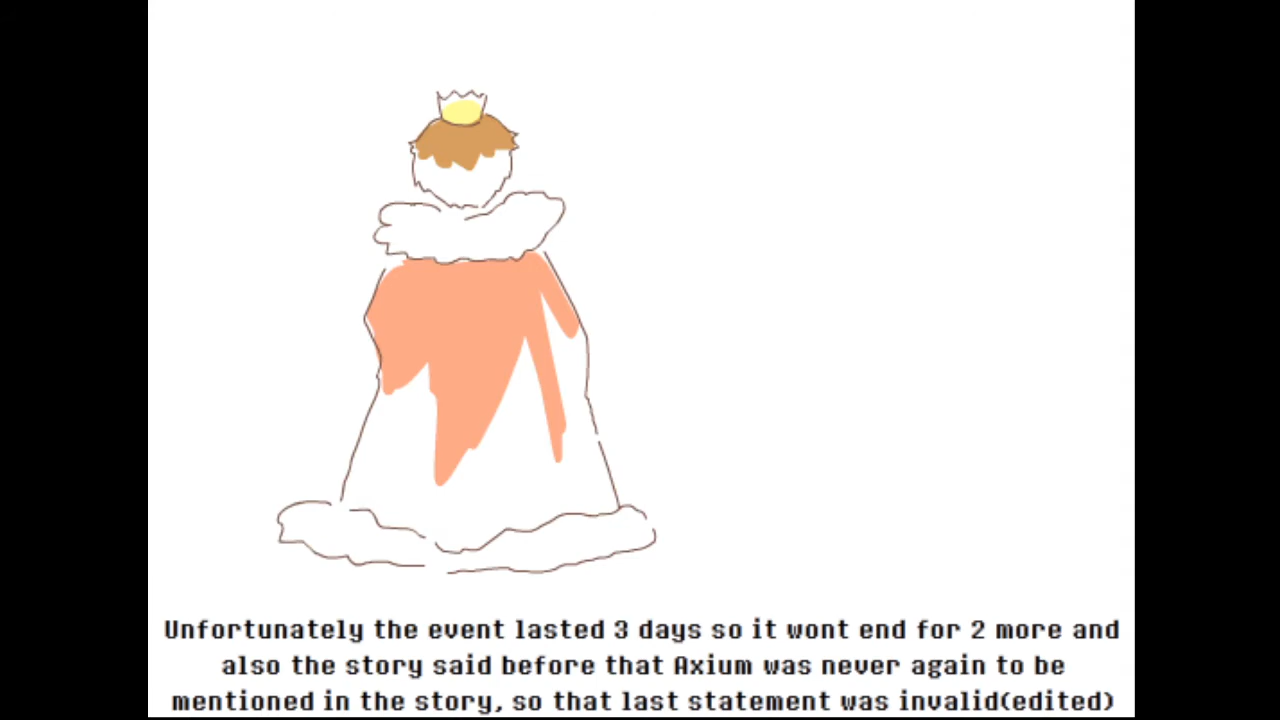 Unfortunately the event lasted 3 days so it wont end for 2 more and
also the story said before that Axium was never again to be
mentioned in the story, so that last statement was invalid(edited)